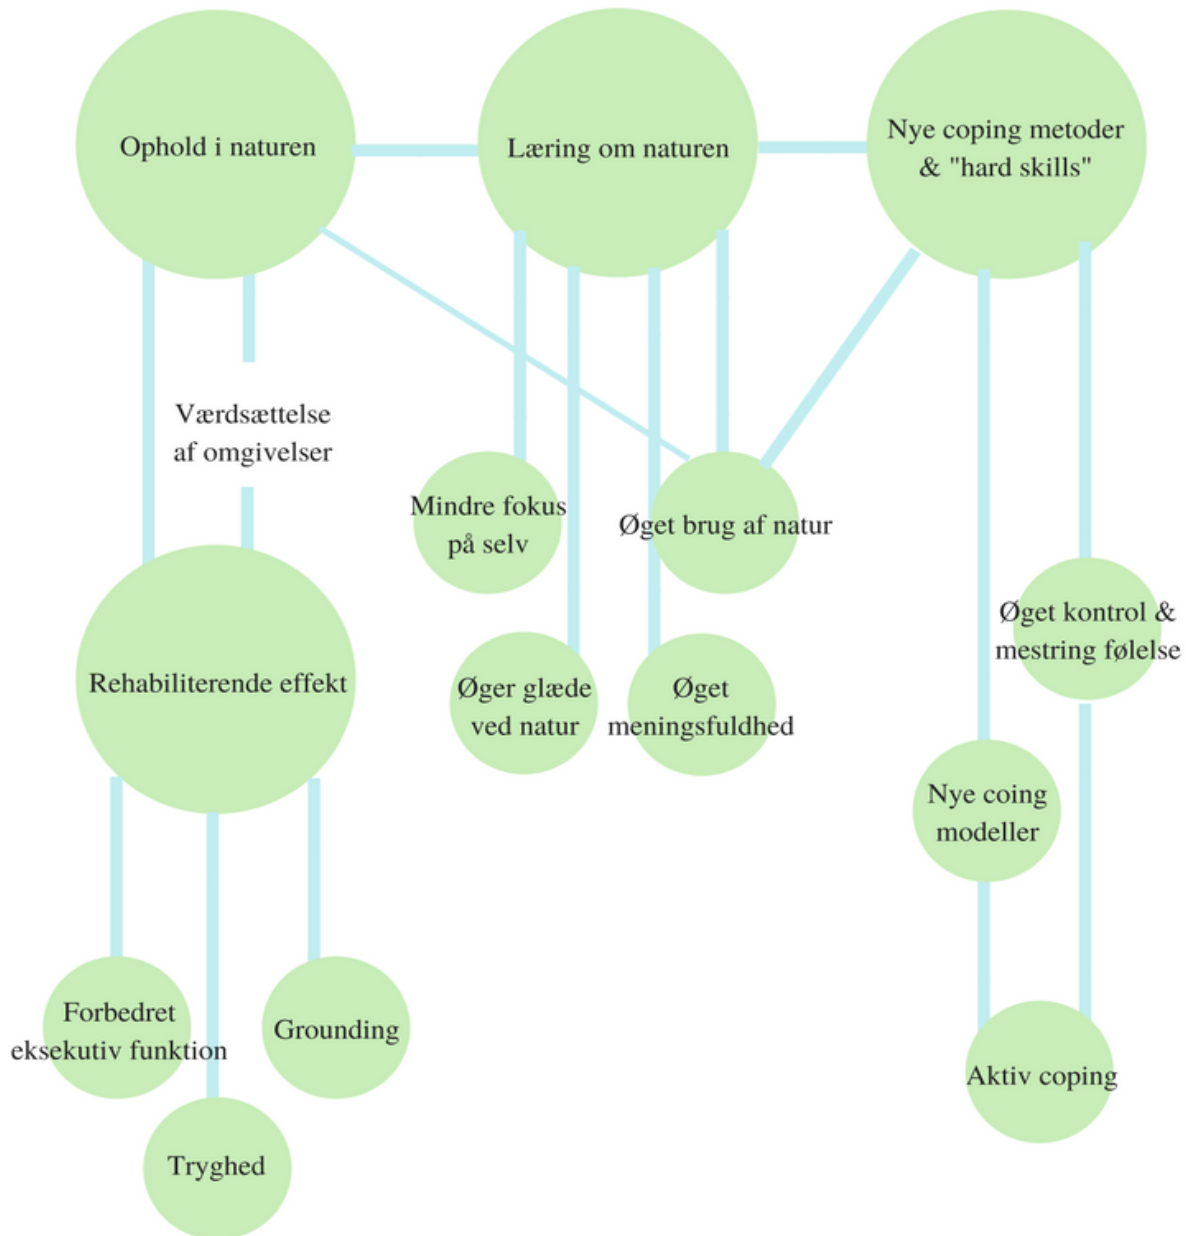 Ophold i naturen
Læring om naturen
Nye coping metoder
& "hard skills"
Værdsættelse
af omgivelser
Mindre fokus
på selv
Øget brug af natur
Øget kontrol &
mestring følelse
Rehabiliterende effekt
Øger glæde
ved natur
Øget
meningsfuldhed
Nye coing
modeller
Forbedret
eksekutiv funktion
Grounding
Aktiv coping
Tryghed